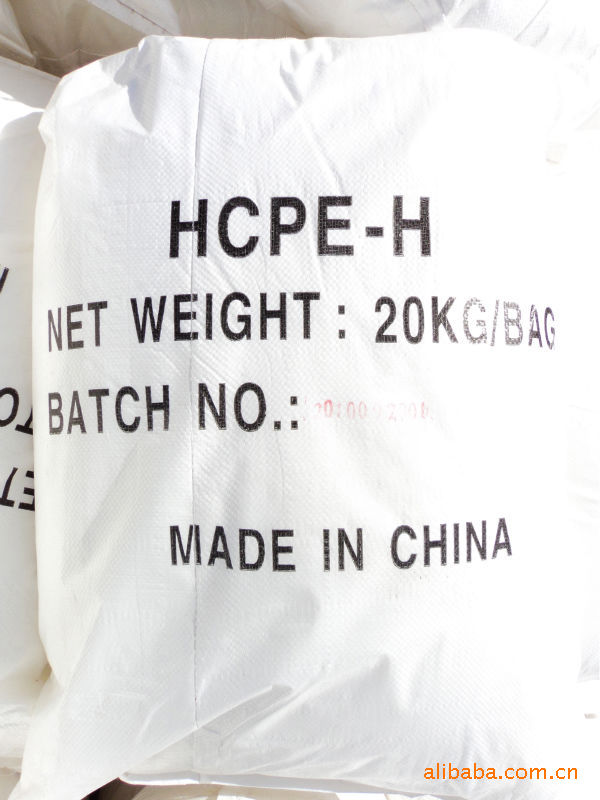 HCPE-H
NET WEIGHT: 20KG/BAG
BATCH NO.:
MADE IN CHINA
alibaba.com.cn